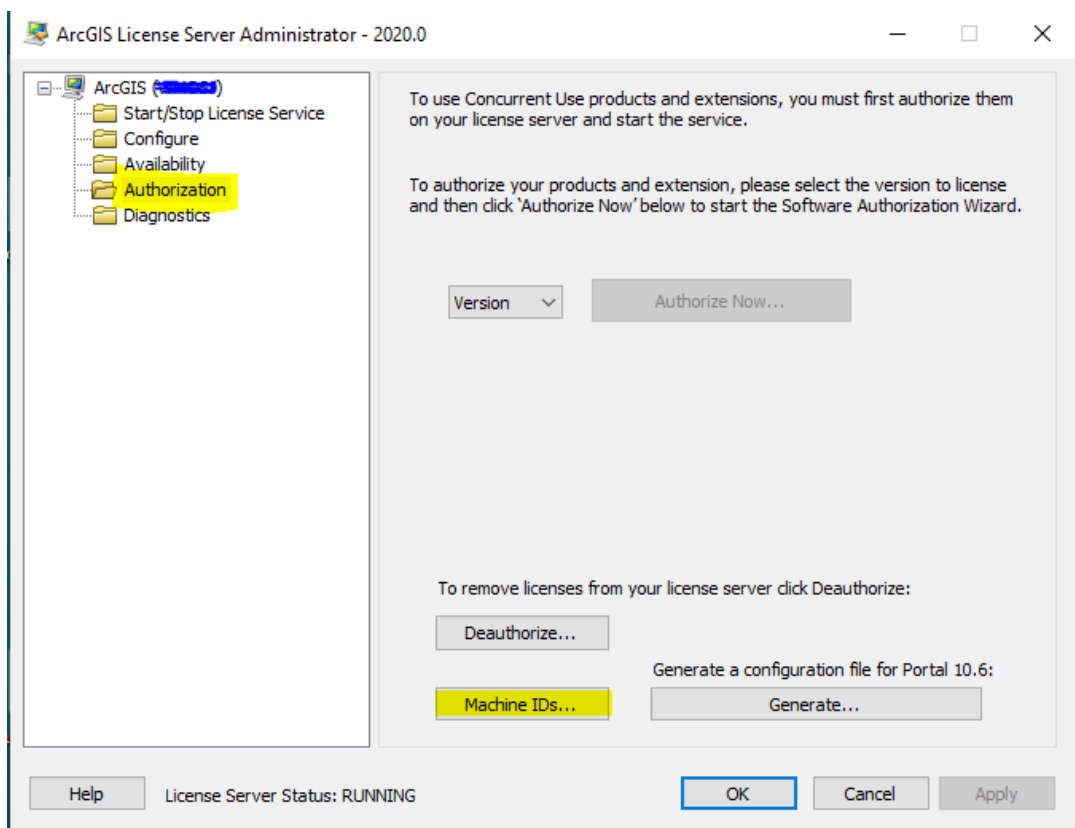 ArcGIS License Server Administrator - 2020.0
ArcGIS (
Start/Stop License Service
Configure
Availability
Authorization
Diagnostics
To use Concurrent Use products and extensions, you must first authorize them
on your license server and start the service.
To authorize your products and extension, please select the version to license
and then click `Authorize Now´ below to start the Software Authorization Wizard.
Version
Authorize Now...
To remove licenses from your license server click Deauthorize:
Deauthorize...
Generate a configuration file for Portal 10.6:
Machine IDs...
Generate...
Help
License Server Status: RUNNING
OK
Cancel
Apply